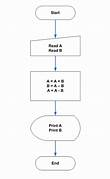 Start
Read A
Read B
A = A + B
B = A - B
A = A - B
Print A
Print B
End